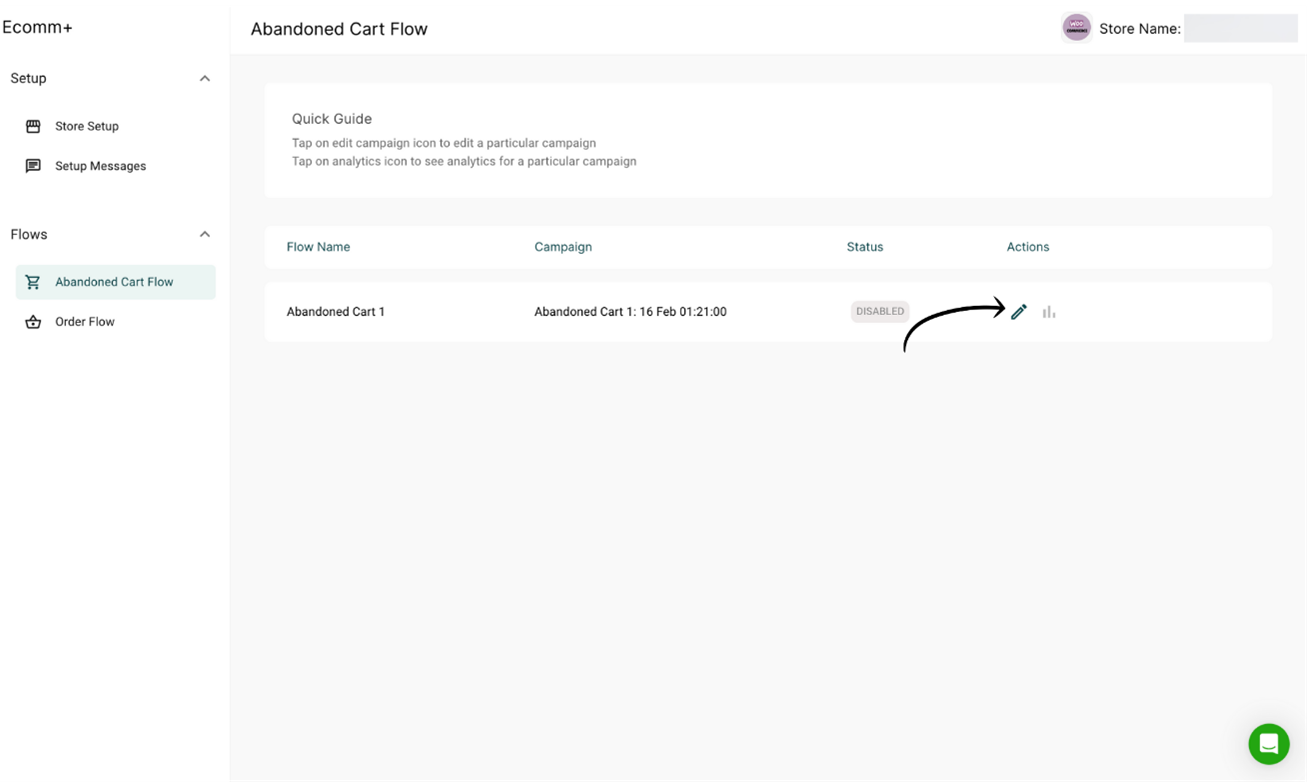 Ecomm+
Abandoned Cart Flow
Woo
Store Name:
Setup
Store Setup
Setup Messages
Flows
Abandoned Cart Flow
Order Flow
Quick Guide
Tap on edit campaign icon to edit a particular campaign
Tap on analytics icon to see analytics for a particular campaign
Flow Name Campaign Status Actions
Abandoned Cart 1 Abandoned Cart 1: 16 Feb 01:21:00 DISABLED